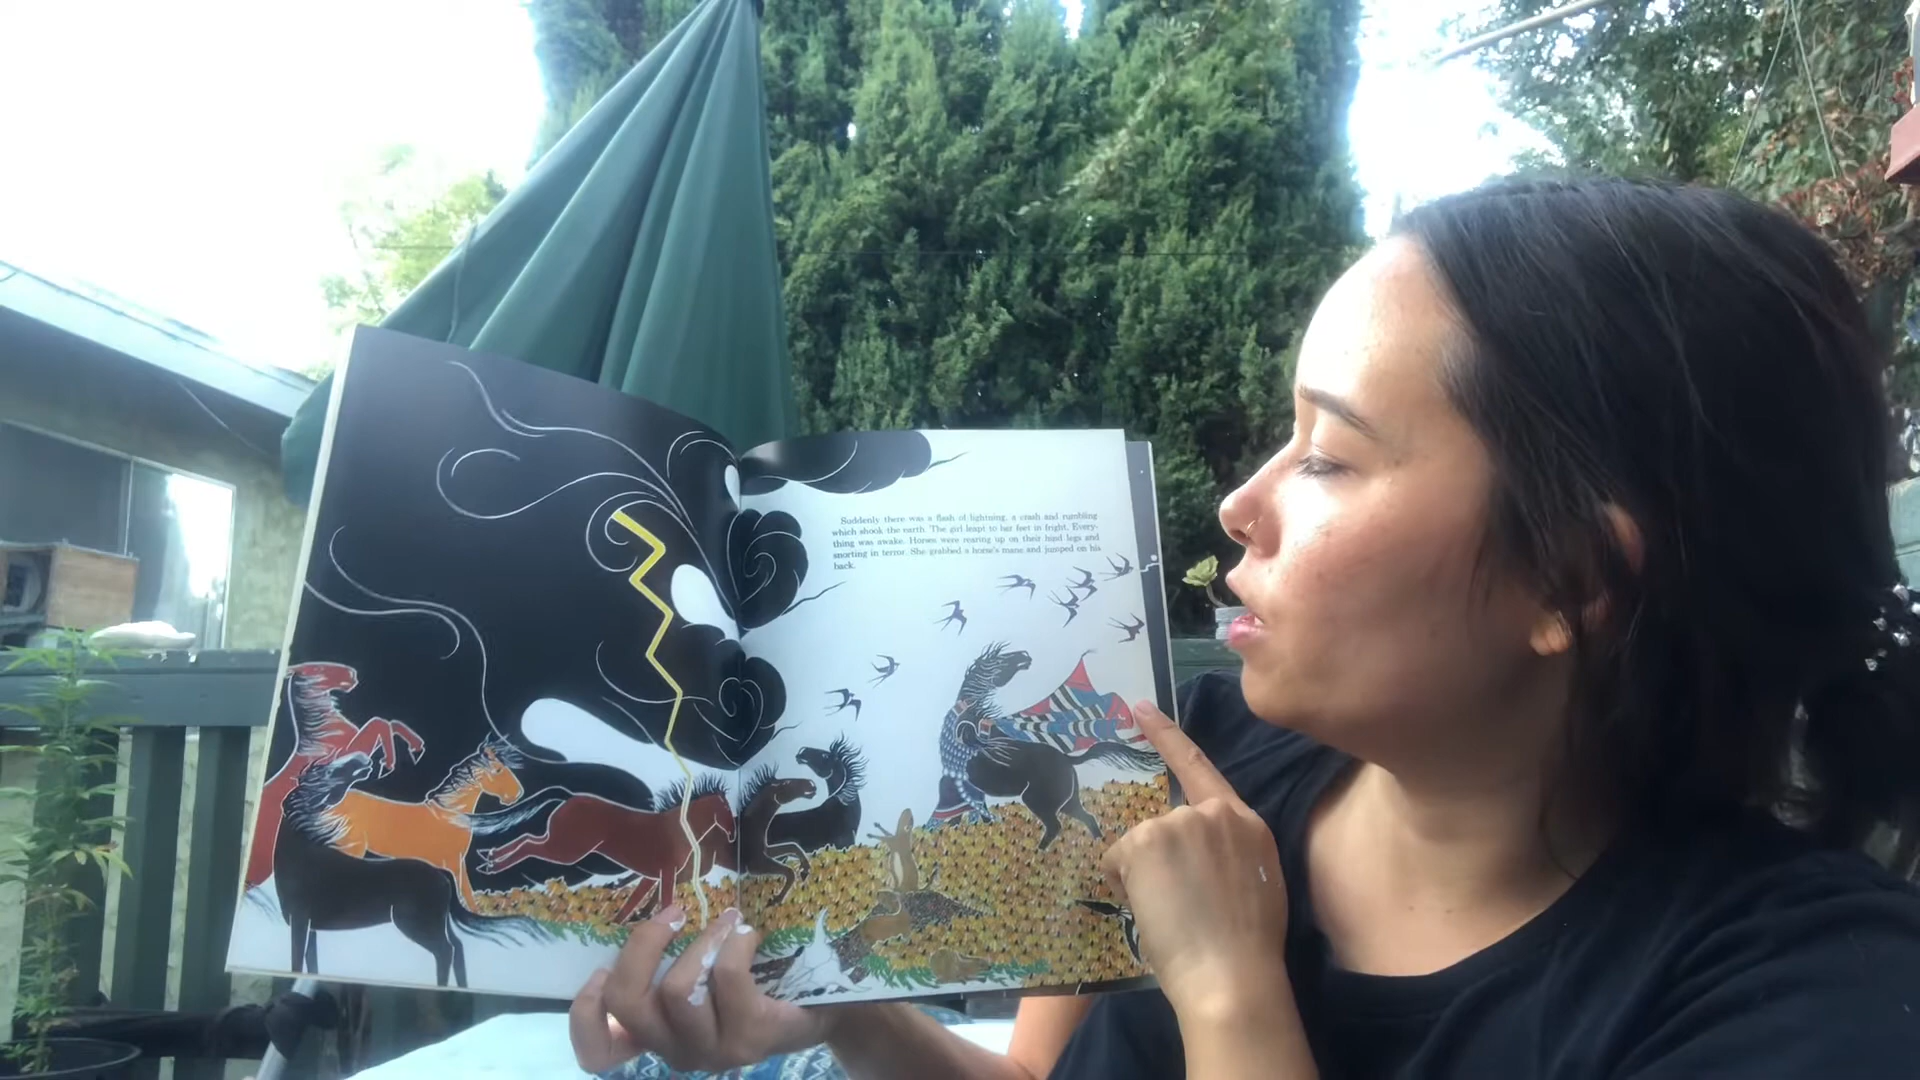 Suddenly there was a flash of lightning, a crash and rumbling
which shook the earth. The girl leapt to her feet in fright. Every-
thing was awake. Horses were rearing up on their hind legs and
snorting in terror. She grabbed a horse's mane and jumped on his
back.